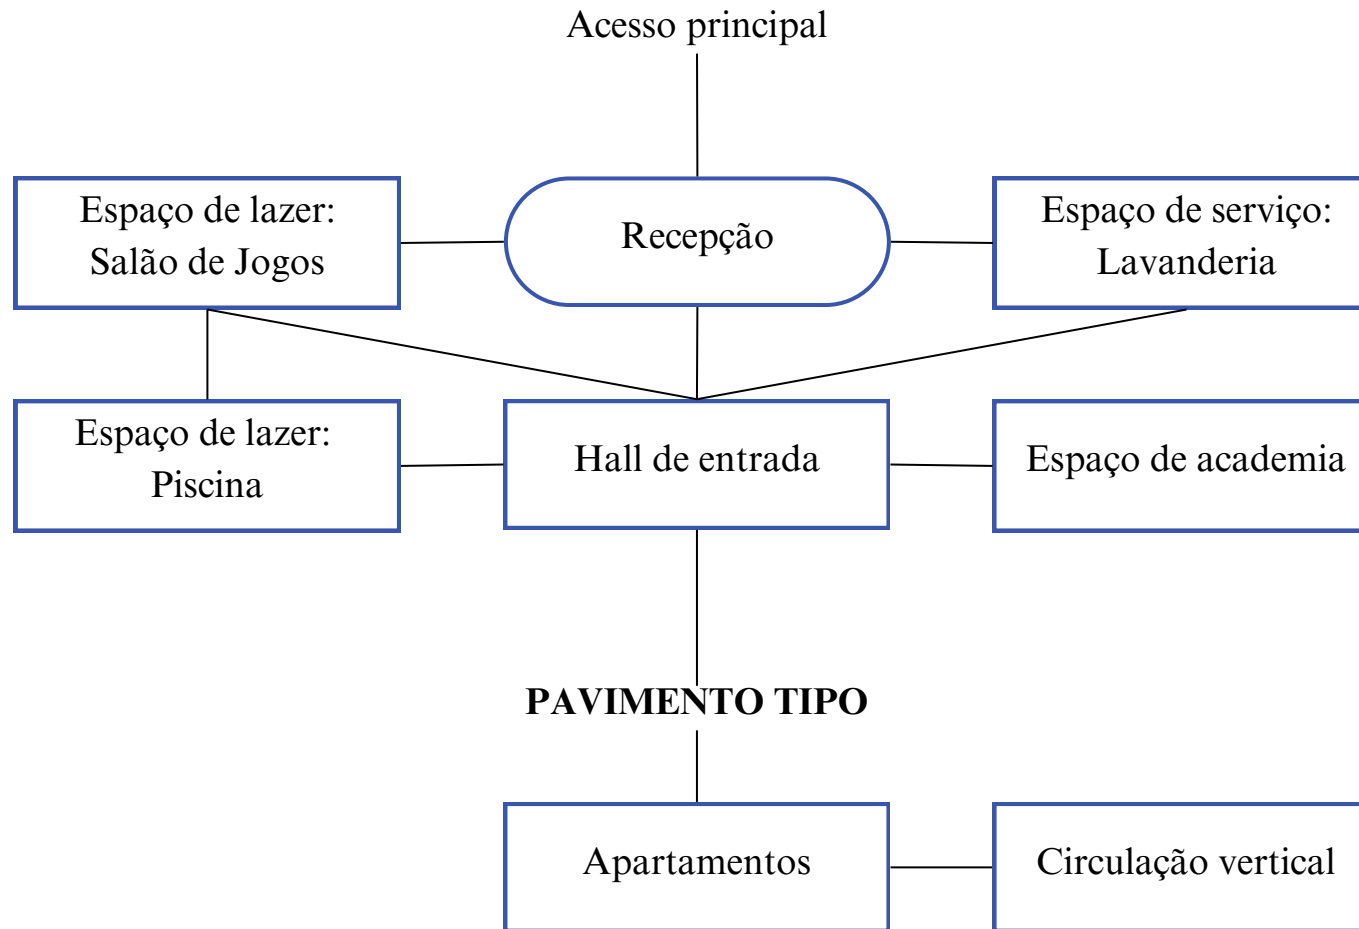 Acesso principal
Espaço de lazer:
Salão de Jogos
Recepção
Espaço de serviço:
Lavanderia
Espaço de lazer:
Piscina
Hall de entrada
Espaço de academia
PAVIMENTO TIPO
Apartamentos
Circulação vertical